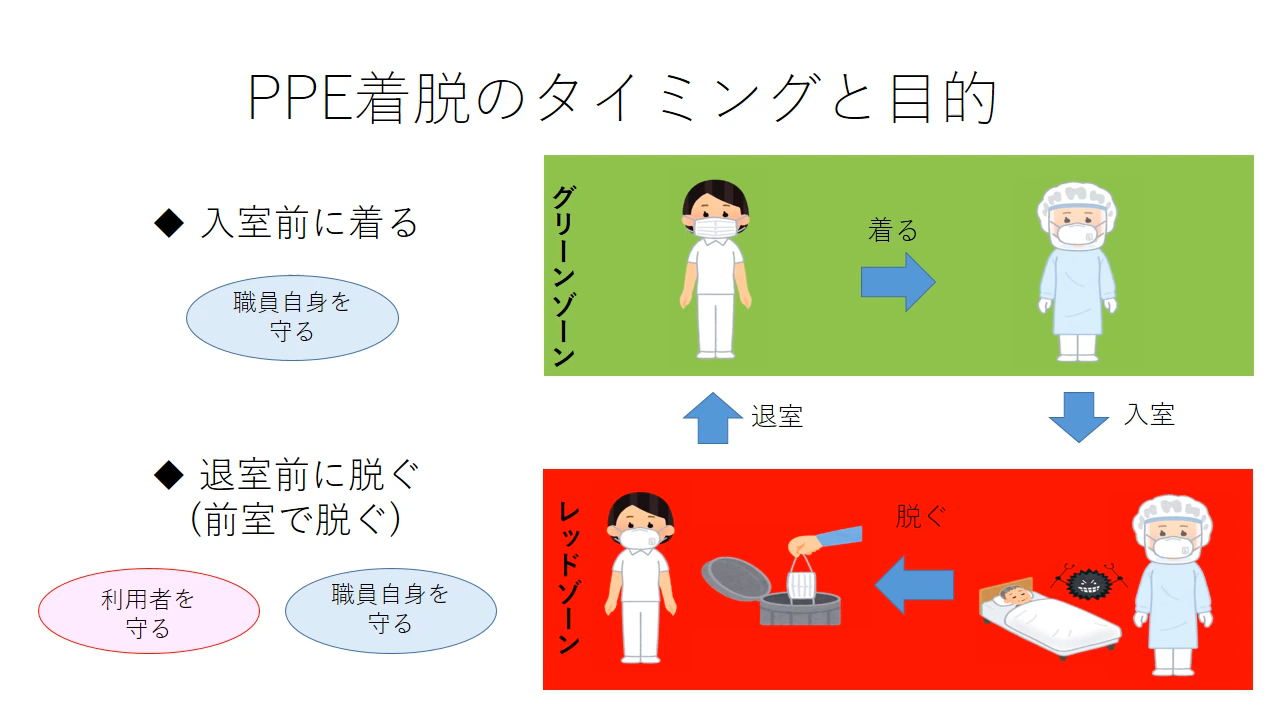 PPE着脱のタイミングと目的
◆ 入室前に着る
職員自身を
守る
◆ 退室前に脱ぐ
(前室で脱ぐ)
利用者を
守る
職員自身を
守る
グリーンゾーン
着る
退室
入室
レッドゾーン
脱ぐ